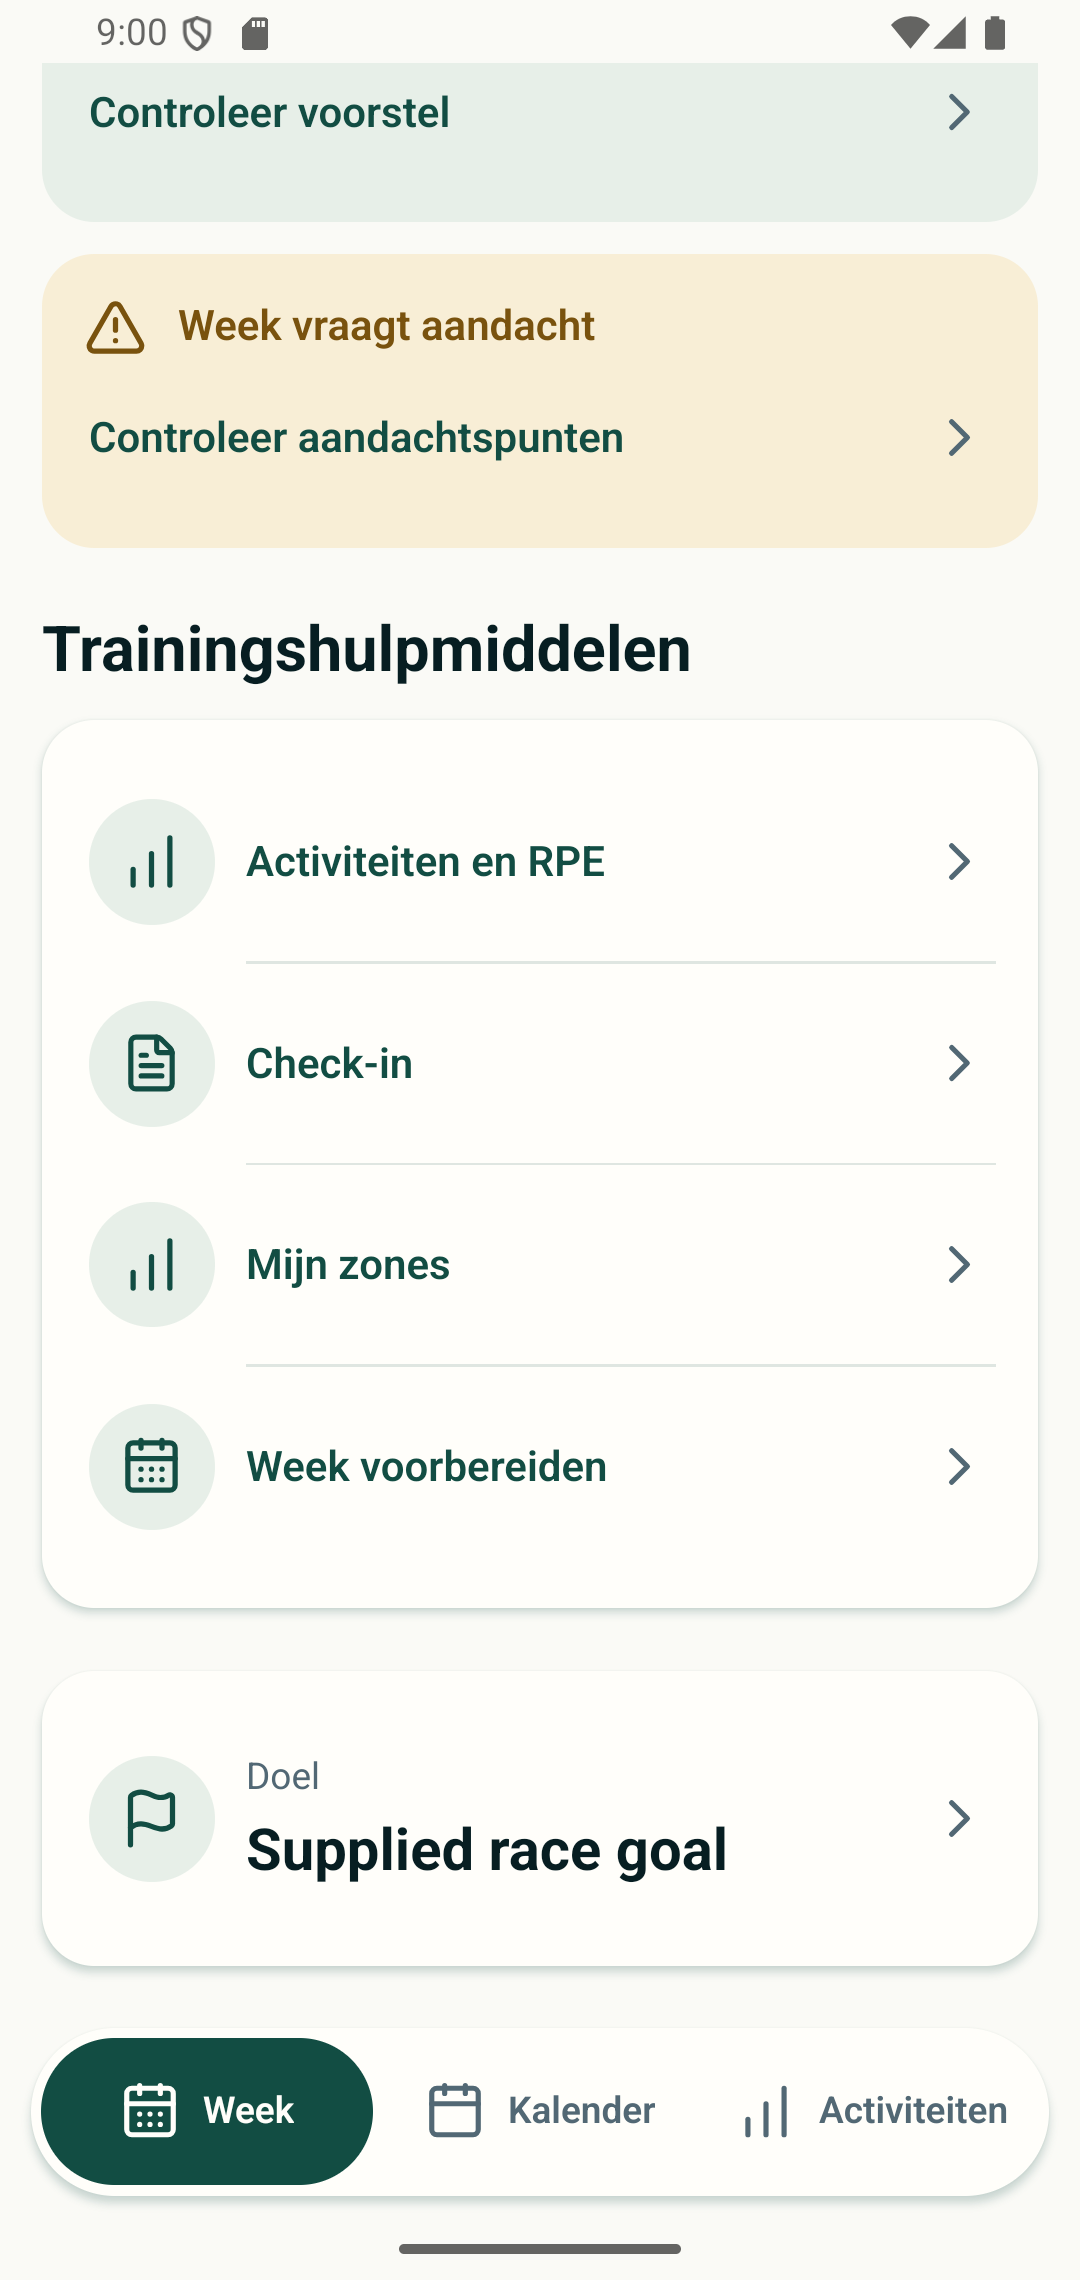 9:00
Controleer voorstel
Week vraagt aandacht
Controleer aandachtspunten
Trainingshulpmiddelen
Activiteiten en RPE
Check-in
Mijn zones
Week voorbereiden
Doel
Supplied race goal
Week
Kalender
Activiteiten